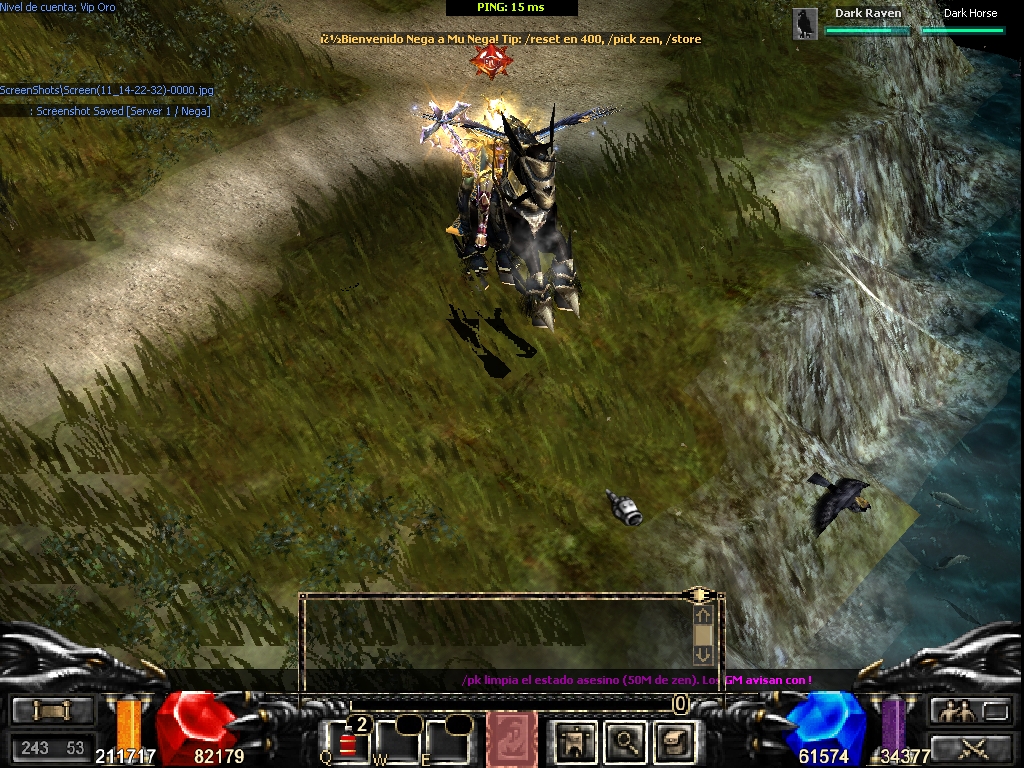 Nivel de cuenta: Vip Oro
PING: 15 ms
Dark Raven
Dark Horse
ï¿½Bienvenido Nega a Mu Nega! Tip: /reset en 400, /pick zen, /store
ScreenShots\Screen(11_14-22-32)-0000.jpg
: Screenshot Saved [Server 1 / Nega]
/pk limpia el estado asesino (50M de zen). Los GM avisan con !
0
2
Q
W
E
243 53
211717
82179
61574
34377